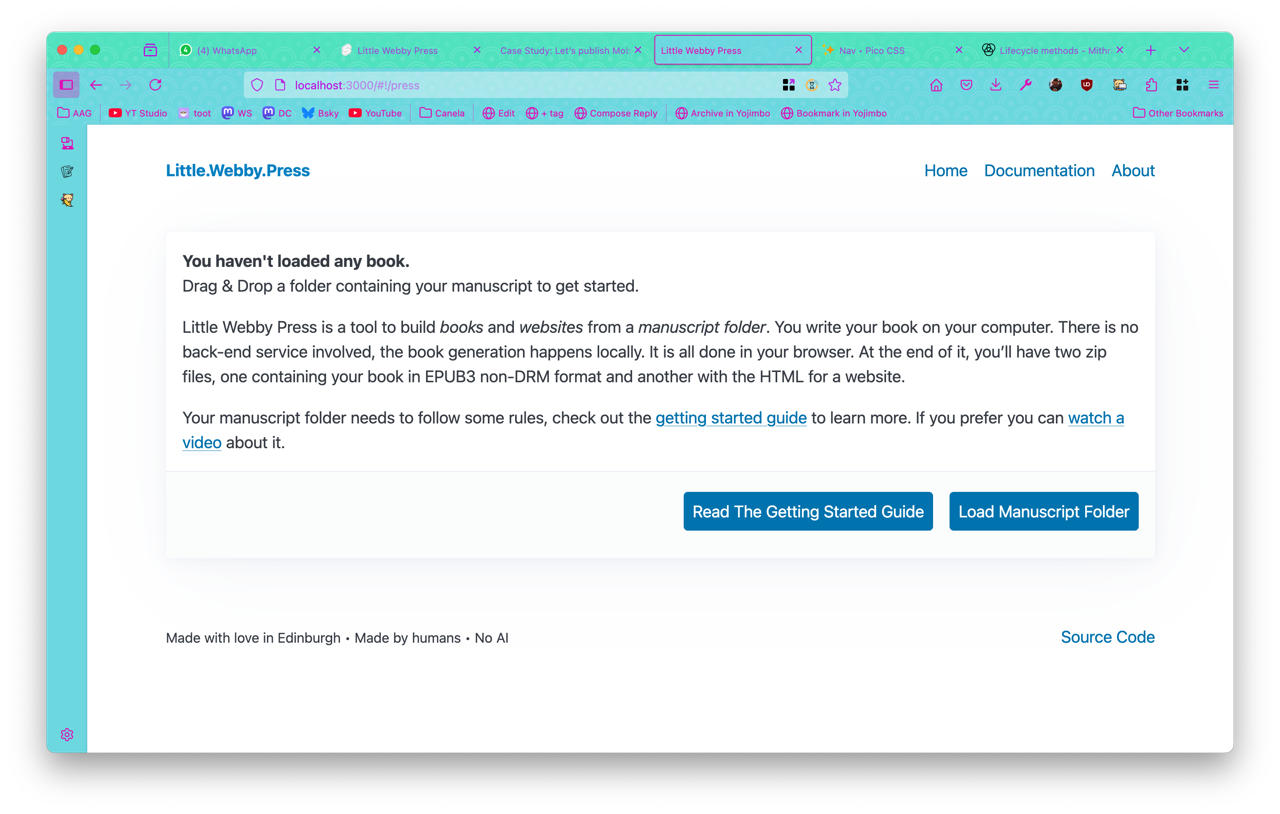 (4) WhatsApp
Little Webby Press
Case Study: Let's publish Mo
Little Webby Press
Nav • Pico CSS
Lifecycle methods - Mithr
localhost:3000/#!/press
AAG
YT Studio
toot
WS
DC
Bsky
YouTube
Canela
Edit
+ tag
Compose Reply
Archive in Yojimbo
Bookmark in Yojimbo
Other Bookmarks
Little.Webby.Press
Home Documentation About
You haven't loaded any book.
Drag & Drop a folder containing your manuscript to get started.
Little Webby Press is a tool to build books and websites from a manuscript folder. You write your book on your computer. There is no
back-end service involved, the book generation happens locally. It is all done in your browser. At the end of it, you’ll have two zip
files, one containing your book in EPUB3 non-DRM format and another with the HTML for a website.
Your manuscript folder needs to follow some rules, check out the getting started guide to learn more. If you prefer you can watch a
video about it.
Read The Getting Started Guide
Load Manuscript Folder
Made with love in Edinburgh • Made by humans • No AI
Source Code